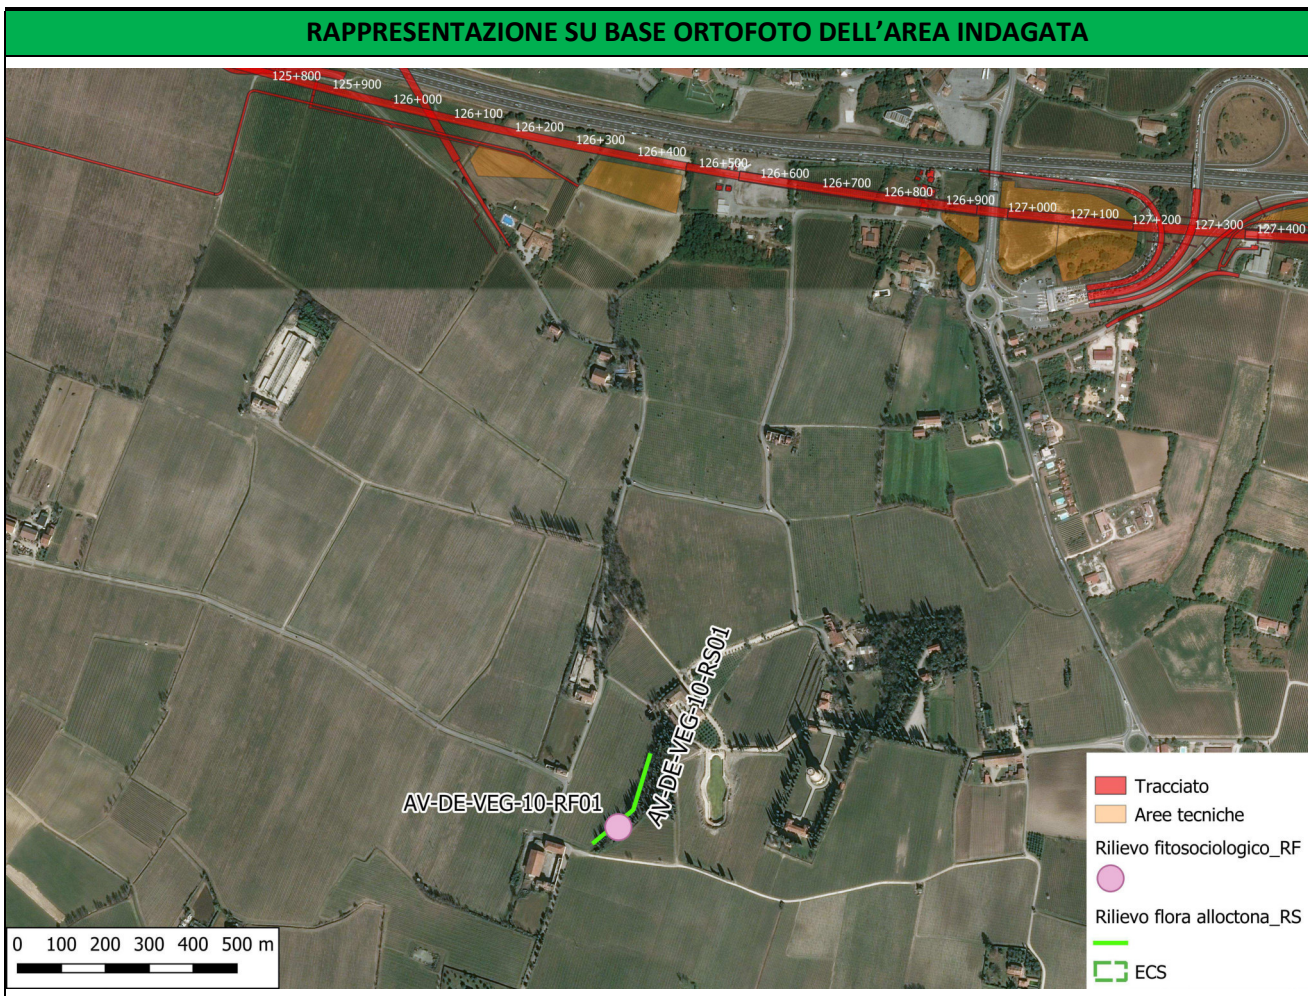 RAPPRESENTAZIONE SU BASE ORTOFOTO DELL’AREA INDAGATA
125+800
125+900
126+000
126+100
126+200
126+300
126+400
126+500
126+600
126+700
126+800
126+900
127+000
127+100
127+200
127+300
127+400
AV-DE-VEG-10-RS01
AV-DE-VEG-10-RF01
Tracciato
Aree tecniche
Rilievo fitosociologico_RF
Rilievo flora alloctona_RS
ECS
0 100 200 300 400 500 m